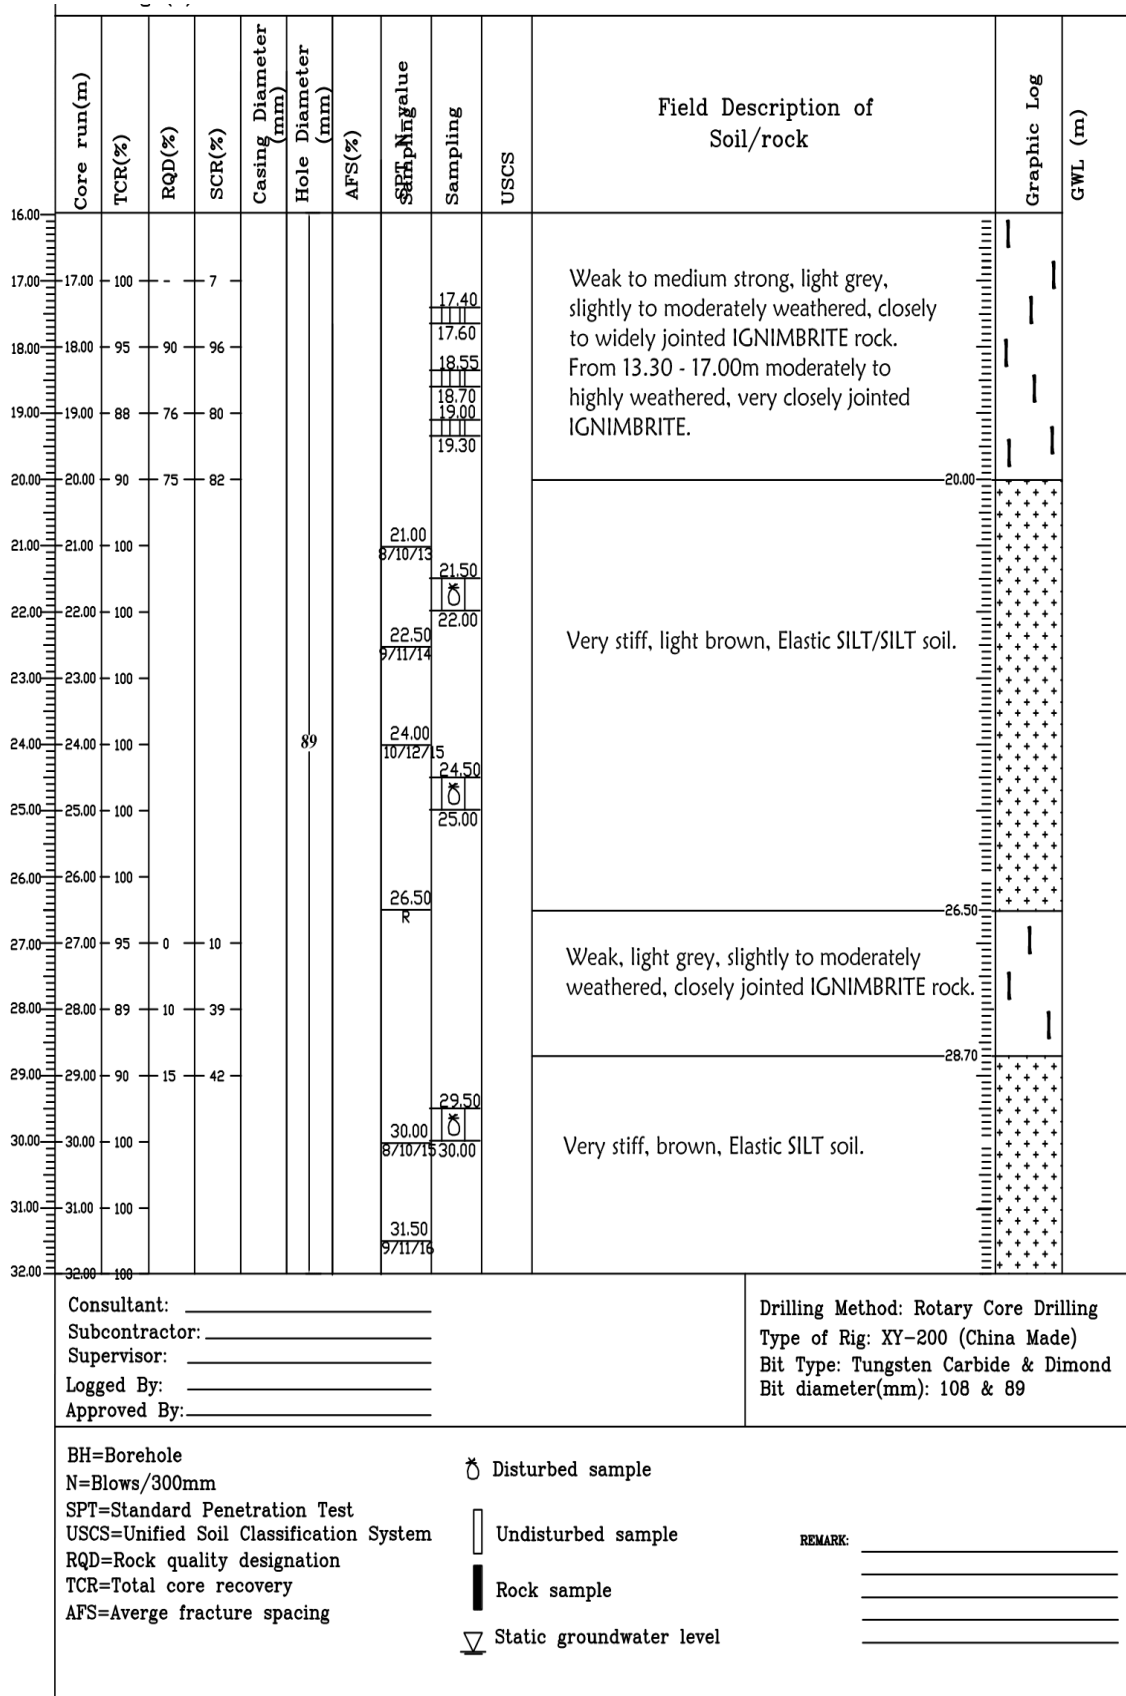 Core run(m)
TCR(%)
RQD(%)
SCR(%)
Casing Diameter
(mm)
Hole Diameter
(mm)
AFS(%)
SPT N-value
Sampling
Sampling
USCS
Field Description of
Soil/rock
Graphic Log
GWL (m)
16.00
17.00 17.00 100 - 7
17.40
17.60
18.00 18.00 95 90 96
18.55
18.70
19.00
19.00 19.00 88 76 80
19.30
Weak to medium strong, light grey,
slightly to moderately weathered, closely
to widely jointed IGNIMBRITE rock.
From 13.30 - 17.00m moderately to
highly weathered, very closely jointed
IGNIMBRITE.
20.00 20.00 90 75 82 20.00
21.00
21.00 21.00 100
8/10/13
21.50
22.00 22.00 100
22.00
22.50
9/11/14
Very stiff, light brown, Elastic SILT/SILT soil.
23.00 23.00 100
24.00
24.00 24.00 100 89
10/12/15
24.50
25.00 25.00 100
25.00
26.00 26.00 100
26.50
R
26.50
27.00 27.00 95 0 10
Weak, light grey, slightly to moderately
weathered, closely jointed IGNIMBRITE rock.
28.00 28.00 89 10 39
28.70
29.00 29.00 90 15 42
29.50
30.00
30.00 30.00 100
8/10/15 30.00
Very stiff, brown, Elastic SILT soil.
31.00 31.00 100
31.50
9/11/16
32.00 32.00 100
Consultant:
Subcontractor:
Supervisor:
Logged By:
Approved By:
Drilling Method: Rotary Core Drilling
Type of Rig: XY-200 (China Made)
Bit Type: Tungsten Carbide & Dimond
Bit diameter(mm): 108 & 89
BH=Borehole
N=Blows/300mm
SPT=Standard Penetration Test
USCS=Unified Soil Classification System
RQD=Rock quality designation
TCR=Total core recovery
AFS=Averge fracture spacing
Disturbed sample
Undisturbed sample
Rock sample
Static groundwater level
REMARK: